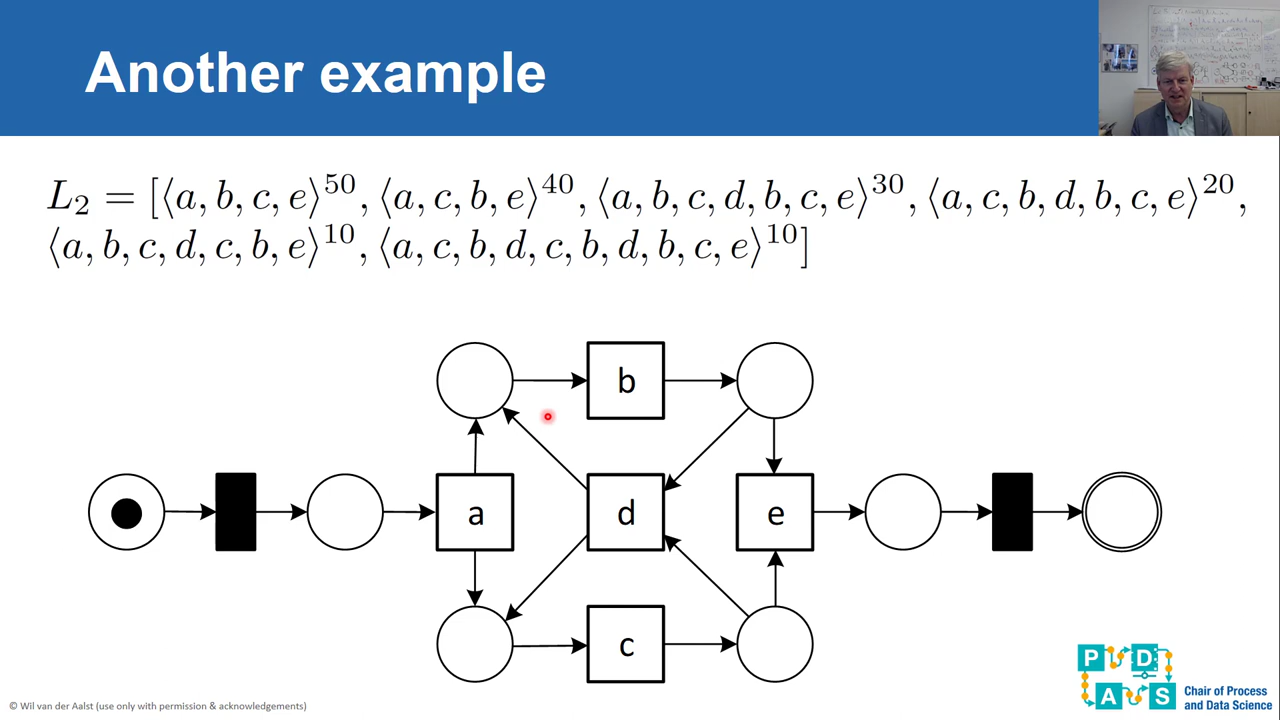 Another example
L₂ = [⟨a, b, c, e⟩⁵⁰, ⟨a, c, b, e⟩⁴⁰, ⟨a, b, c, d, b, c, e⟩³⁰, ⟨a, c, b, d, b, c, e⟩²⁰,
⟨a, b, c, d, c, b, e⟩¹⁰, ⟨a, c, b, d, c, b, d, b, c, e⟩¹⁰]
b
a d e
c
P D
A S
Chair of Process
and Data Science
© Wil van der Aalst (use only with permission & acknowledgements)